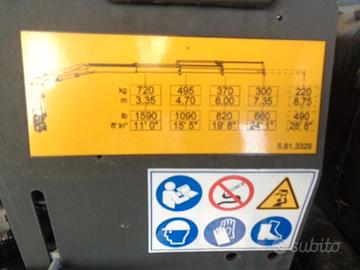 kg 720 495 370 300 220
m 3.35 4.70 6.00 7.35 8.75
lb 1590 1090 820 660 490
ft' in" 11' 0" 15' 5" 19' 8" 24' 1" 28' 8"
5.81.3329
subito